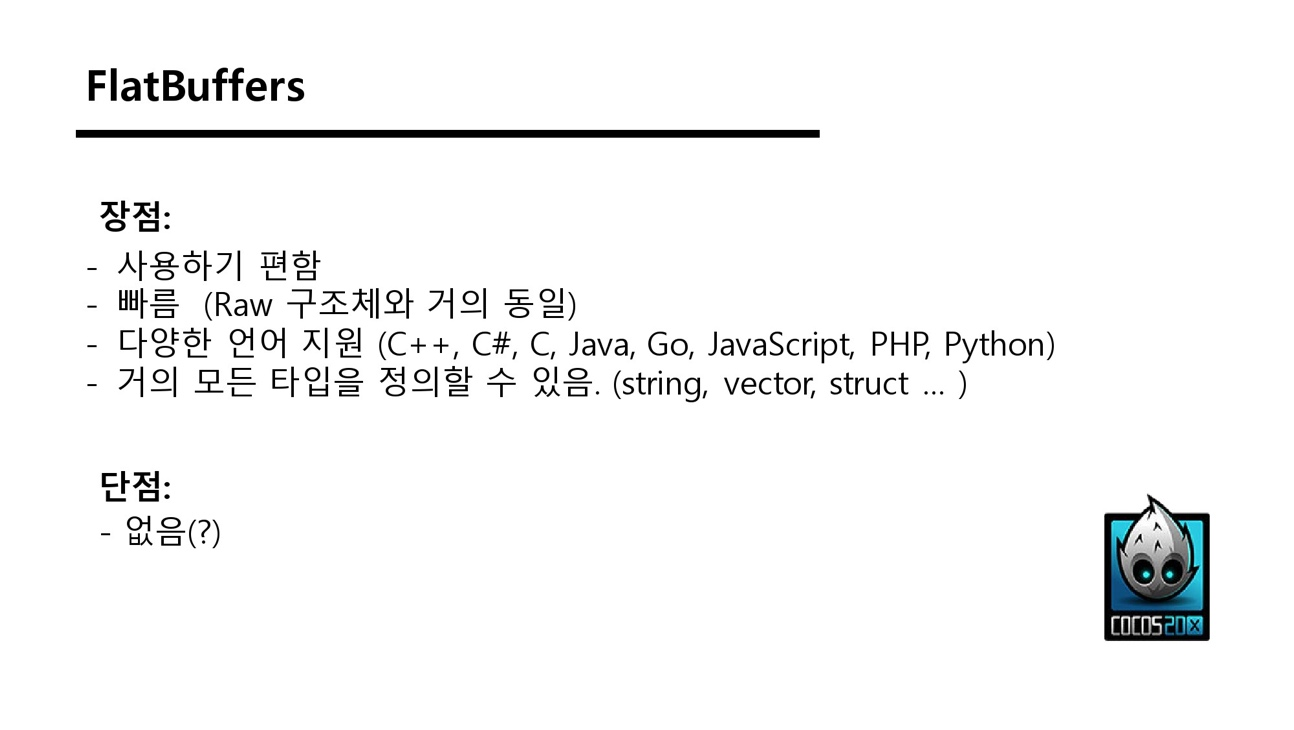 FlatBuffers
장점:
- 사용하기 편함
- 빠름 (Raw 구조체와 거의 동일)
- 다양한 언어 지원 (C++, C#, C, Java, Go, JavaScript, PHP, Python)
- 거의 모든 타입을 정의할 수 있음. (string, vector, struct ... )
단점:
- 없음(?)
COCOS2DX